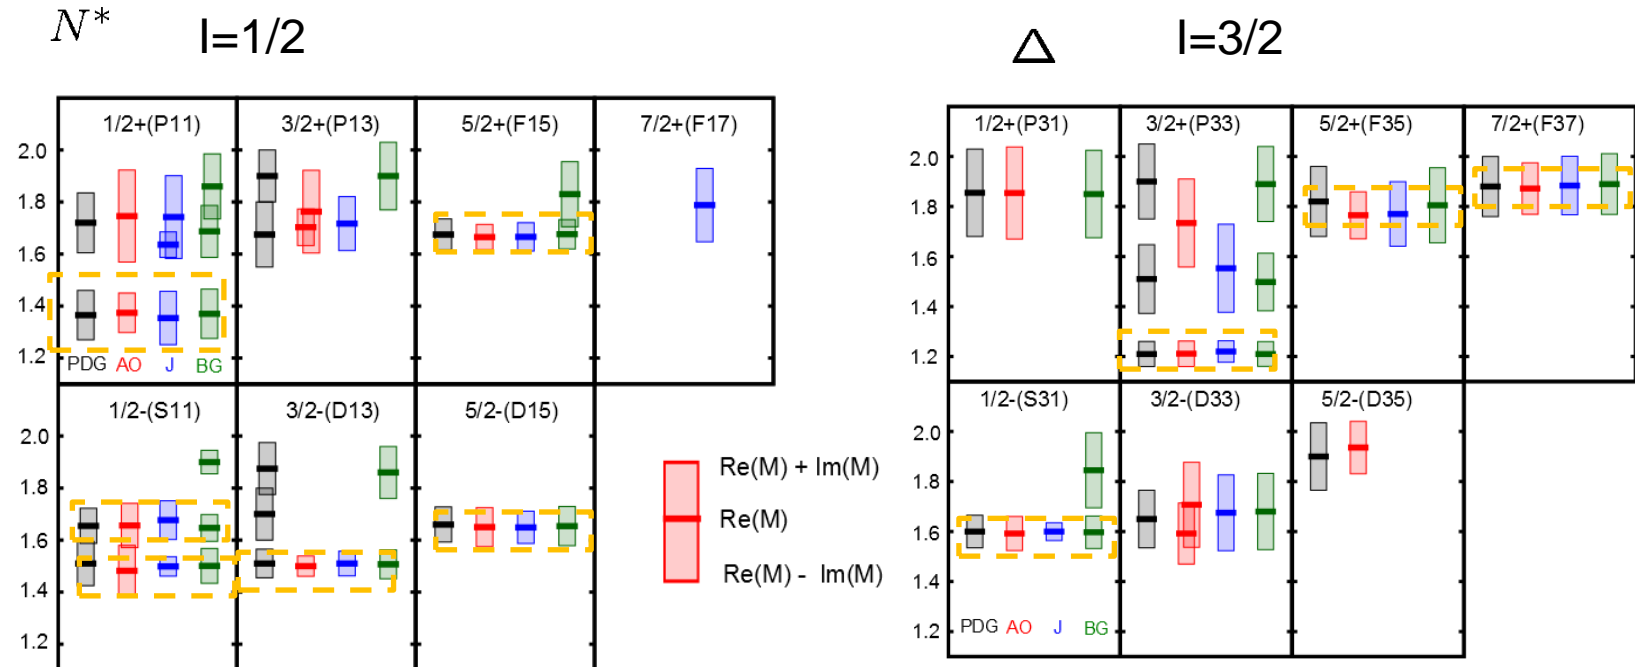 N* I=1/2
Δ I=3/2
1/2+(P11) 3/2+(P13) 5/2+(F15) 7/2+(F17)
2.0
1.8
1.6
1.4
1.2
PDG AO J BG
1/2-(S11) 3/2-(D13) 5/2-(D15)
2.0
1.8
1.6
1.4
1.2
Re(M) + Im(M)
Re(M)
Re(M) - Im(M)
1/2+(P31) 3/2+(P33) 5/2+(F35) 7/2+(F37)
2.0
1.8
1.6
1.4
1.2
1/2-(S31) 3/2-(D33) 5/2-(D35)
2.0
1.8
1.6
1.4
1.2
PDG AO J BG